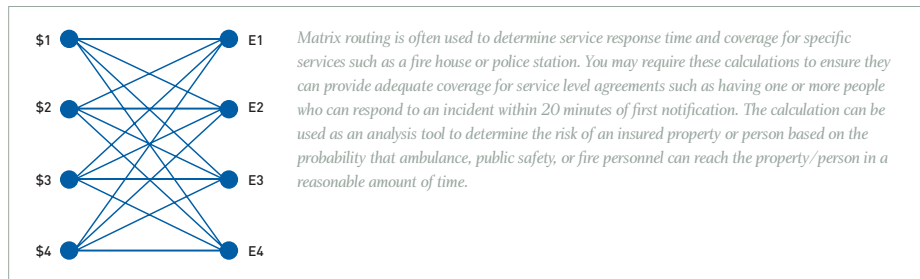 $1 E1
$2 E2
$3 E3
$4 E4
Matrix routing is often used to determine service response time and coverage for specific
services such as a fire house or police station. You may require these calculations to ensure they
can provide adequate coverage for service level agreements such as having one or more people
who can respond to an incident within 20 minutes of first notification. The calculation can be
used as an analysis tool to determine the risk of an insured property or person based on the
probability that ambulance, public safety, or fire personnel can reach the property/person in a
reasonable amount of time.